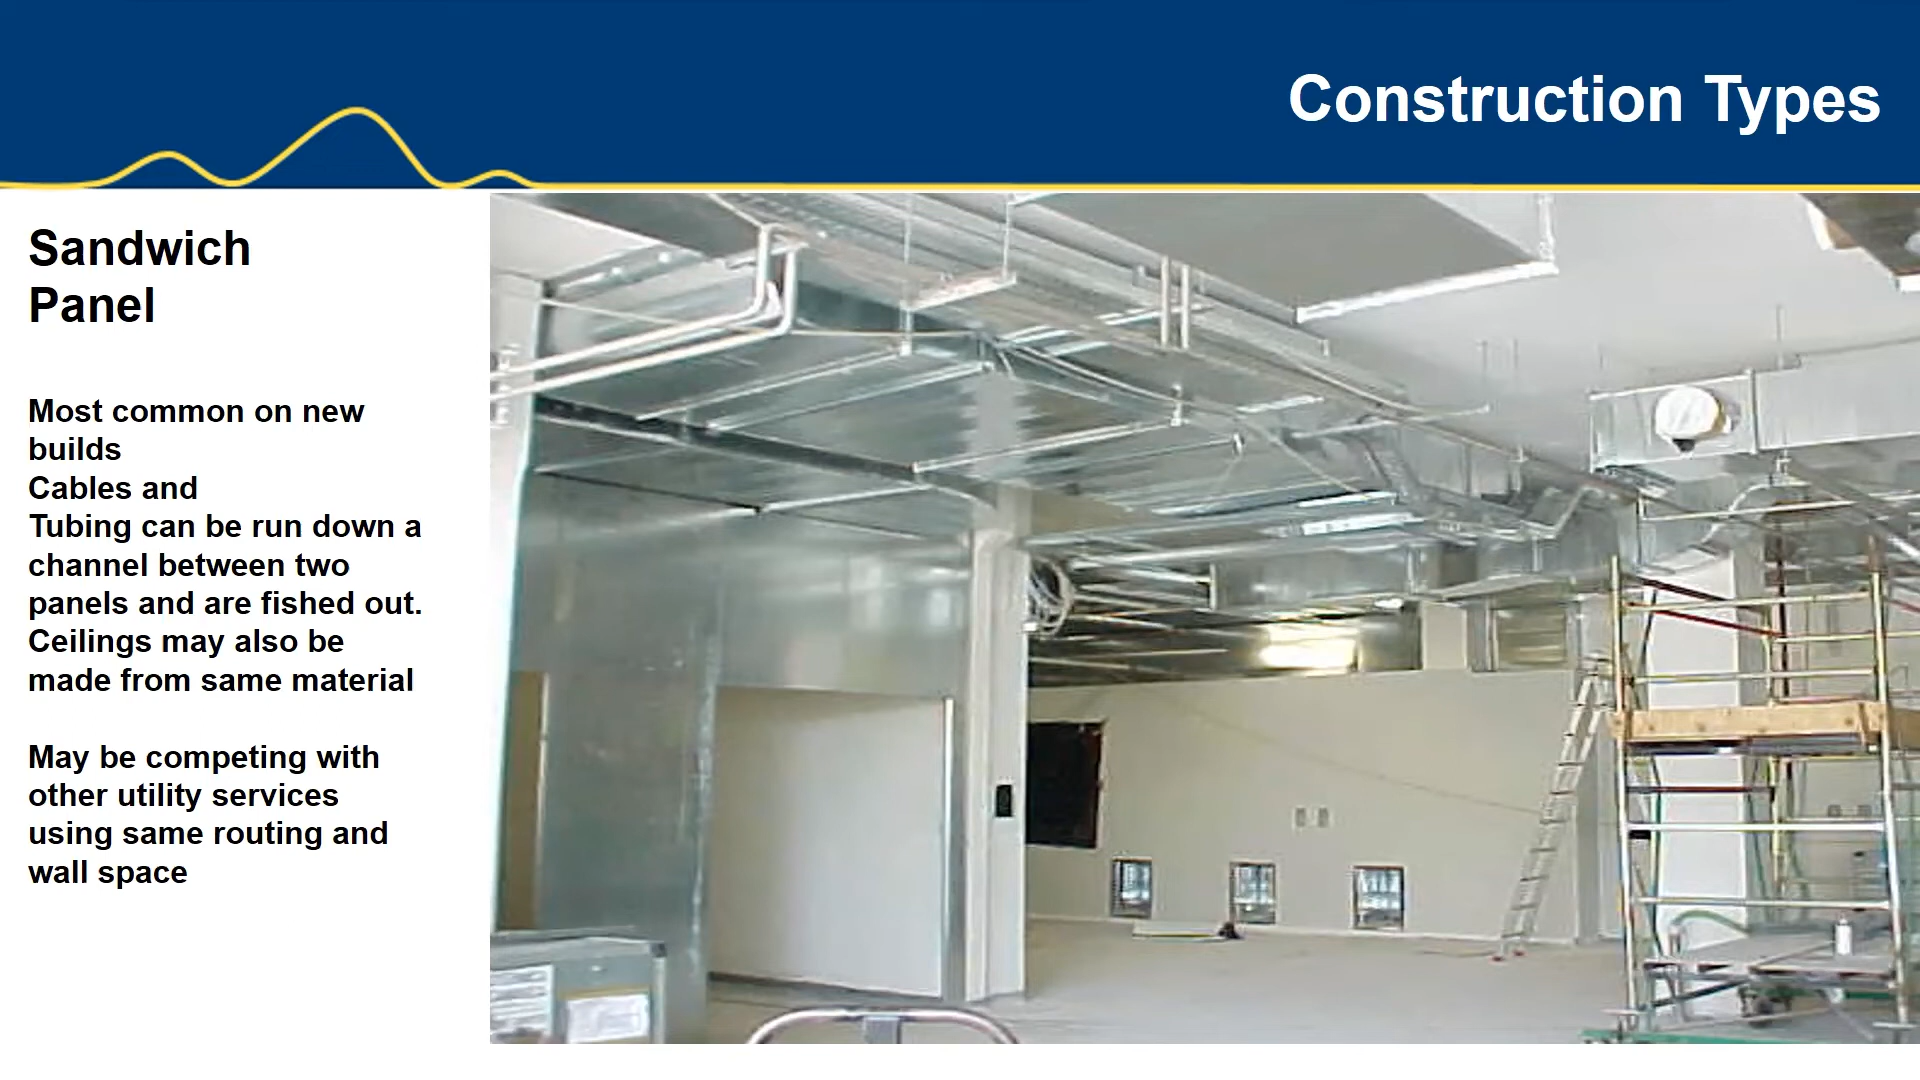 Construction Types
Sandwich
Panel
Most common on new
builds
Cables and
Tubing can be run down a
channel between two
panels and are fished out.
Ceilings may also be
made from same material
May be competing with
other utility services
using same routing and
wall space